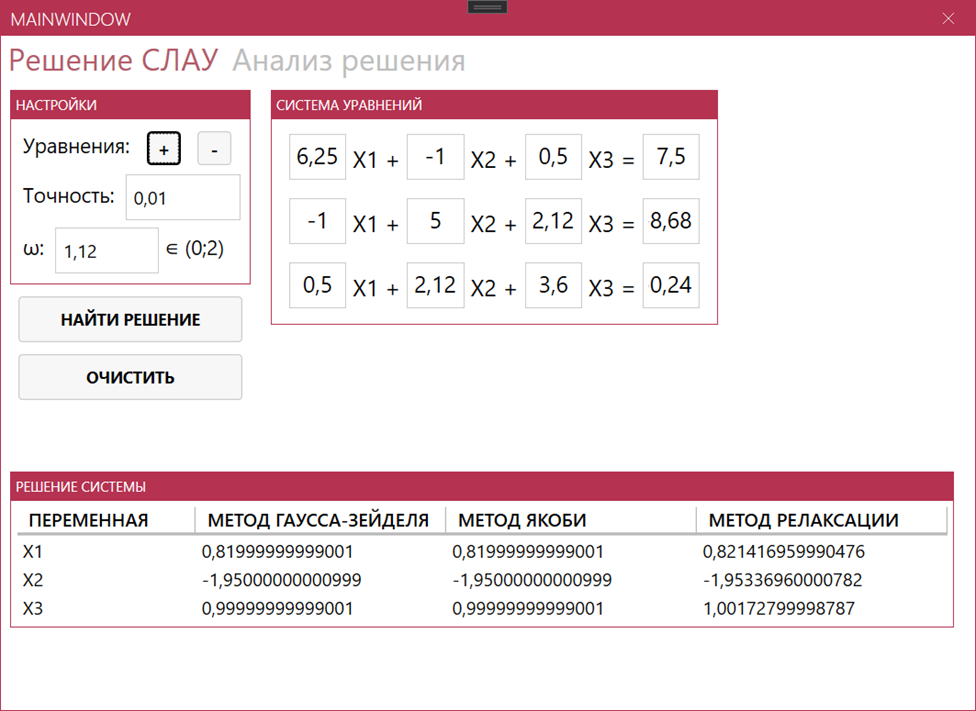 MAINWINDOW
Решение СЛАУ Анализ решения
НАСТРОЙКИ
Уравнения: + -
Точность: 0,01
ω: 1,12 ∈ (0;2)
НАЙТИ РЕШЕНИЕ
ОЧИСТИТЬ
СИСТЕМА УРАВНЕНИЙ
6,25 X1 + -1 X2 + 0,5 X3 = 7,5
-1 X1 + 5 X2 + 2,12 X3 = 8,68
0,5 X1 + 2,12 X2 + 3,6 X3 = 0,24
РЕШЕНИЕ СИСТЕМЫ
ПЕРЕМЕННАЯ МЕТОД ГАУССА-ЗЕЙДЕЛЯ МЕТОД ЯКОБИ МЕТОД РЕЛАКСАЦИИ
X1 0,81999999999001 0,81999999999001 0,821416959990476
X2 -1,95000000000999 -1,95000000000999 -1,95336960000782
X3 0,99999999999001 0,99999999999001 1,00172799998787